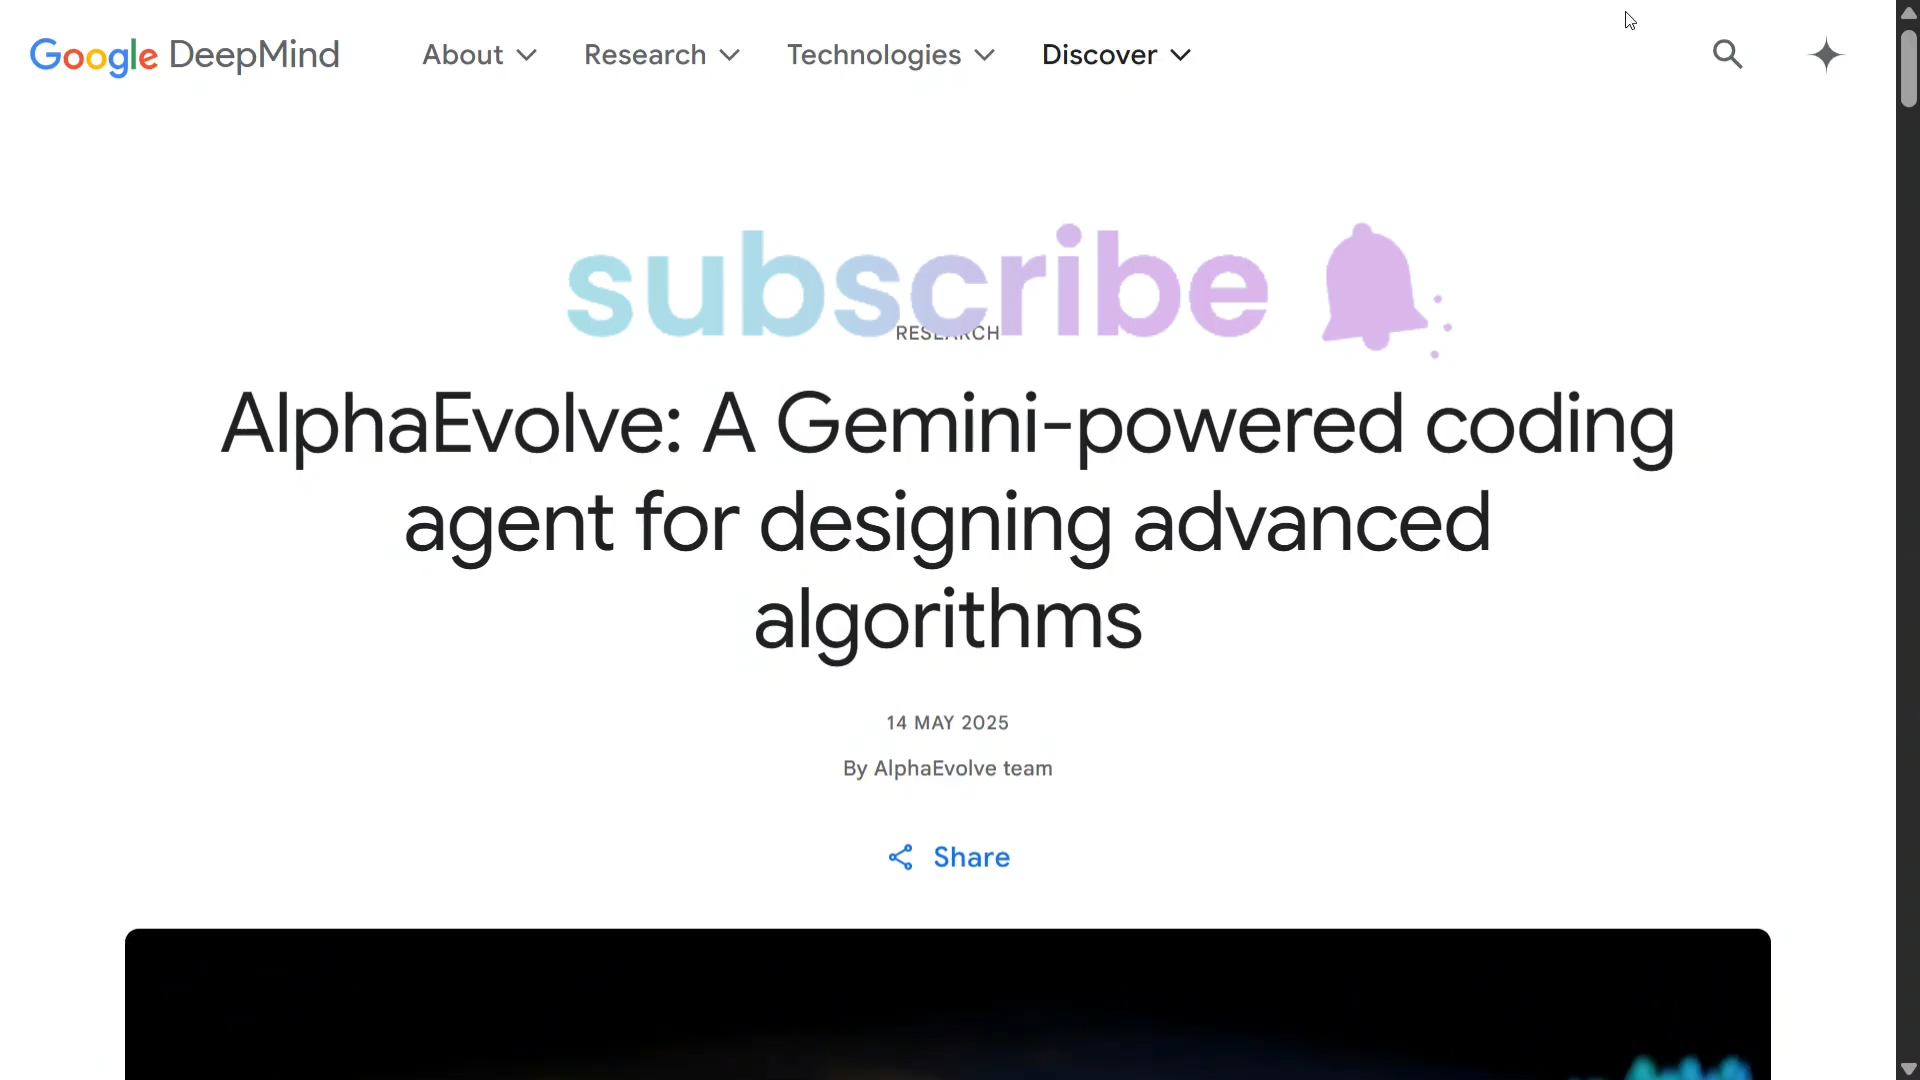 Google DeepMind
About
Research
Technologies
Discover
subscribe
RESEARCH
AlphaEvolve: A Gemini-powered coding
agent for designing advanced
algorithms
14 MAY 2025
By AlphaEvolve team
Share